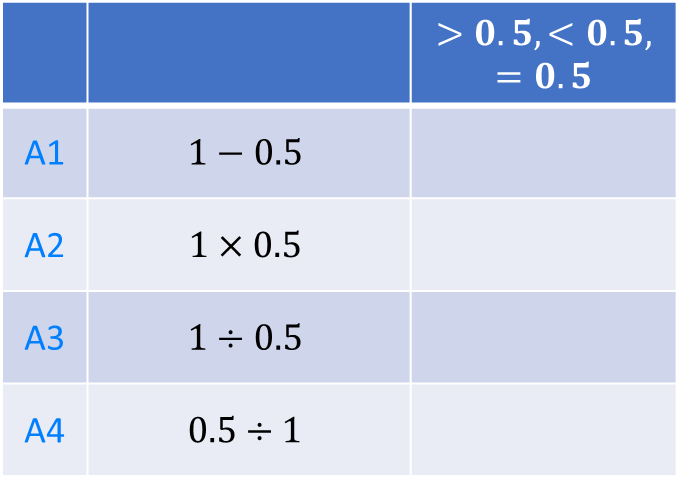 > 0.5, < 0.5,
= 0.5
A1 1 − 0.5
A2 1 × 0.5
A3 1 ÷ 0.5
A4 0.5 ÷ 1